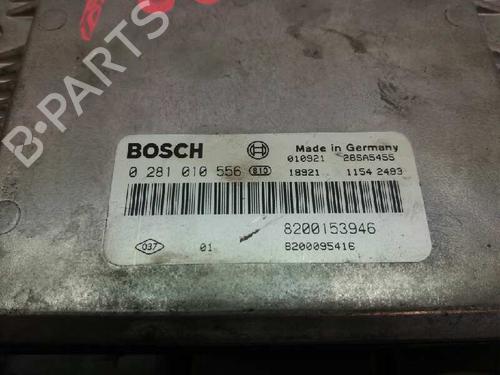 BOSCH
Made in Germany
0 281 010 556
010921 28SA5455
18921 1154 2493
8200153946
037 01 8200095416
B-PARTS